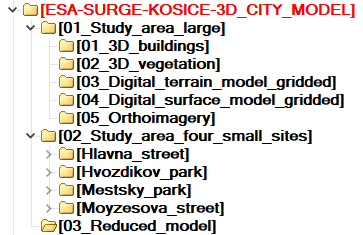 [ESA-SURGE-KOSICE-3D_CITY_MODEL]
[01_Study_area_large]
[01_3D_buildings]
[02_3D_vegetation]
[03_Digital_terrain_model_gridded]
[04_Digital_surface_model_gridded]
[05_Orthoimagery]
[02_Study_area_four_small_sites]
[Hlavna_street]
[Hvozdikov_park]
[Mestsky_park]
[Moyzesova_street]
[03_Reduced_model]